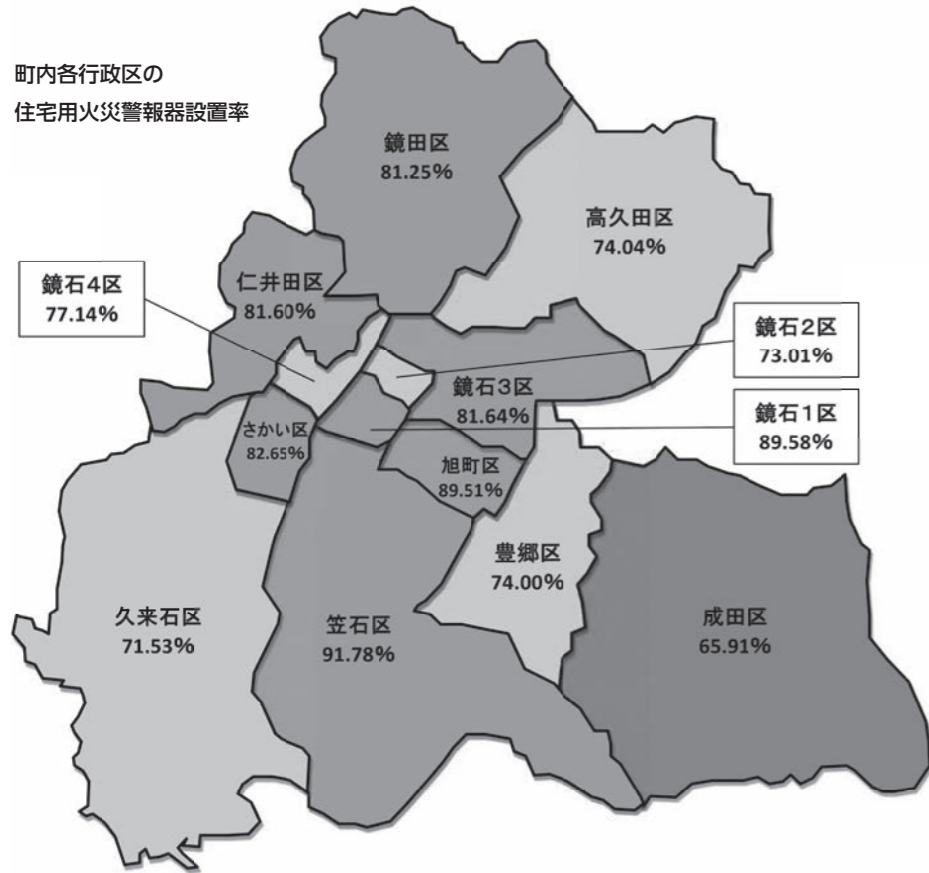 町内各行政区の
住宅用火災警報器設置率
鏡田区
81.25%
高久田区
74.04%
仁井田区
81.60%
鏡石4区
77.14%
鏡石2区
73.01%
鏡石3区
81.64%
鏡石1区
89.58%
さかい区
82.65%
旭町区
89.51%
豊郷区
74.00%
久来石区
71.53%
笠石区
91.78%
成田区
65.91%